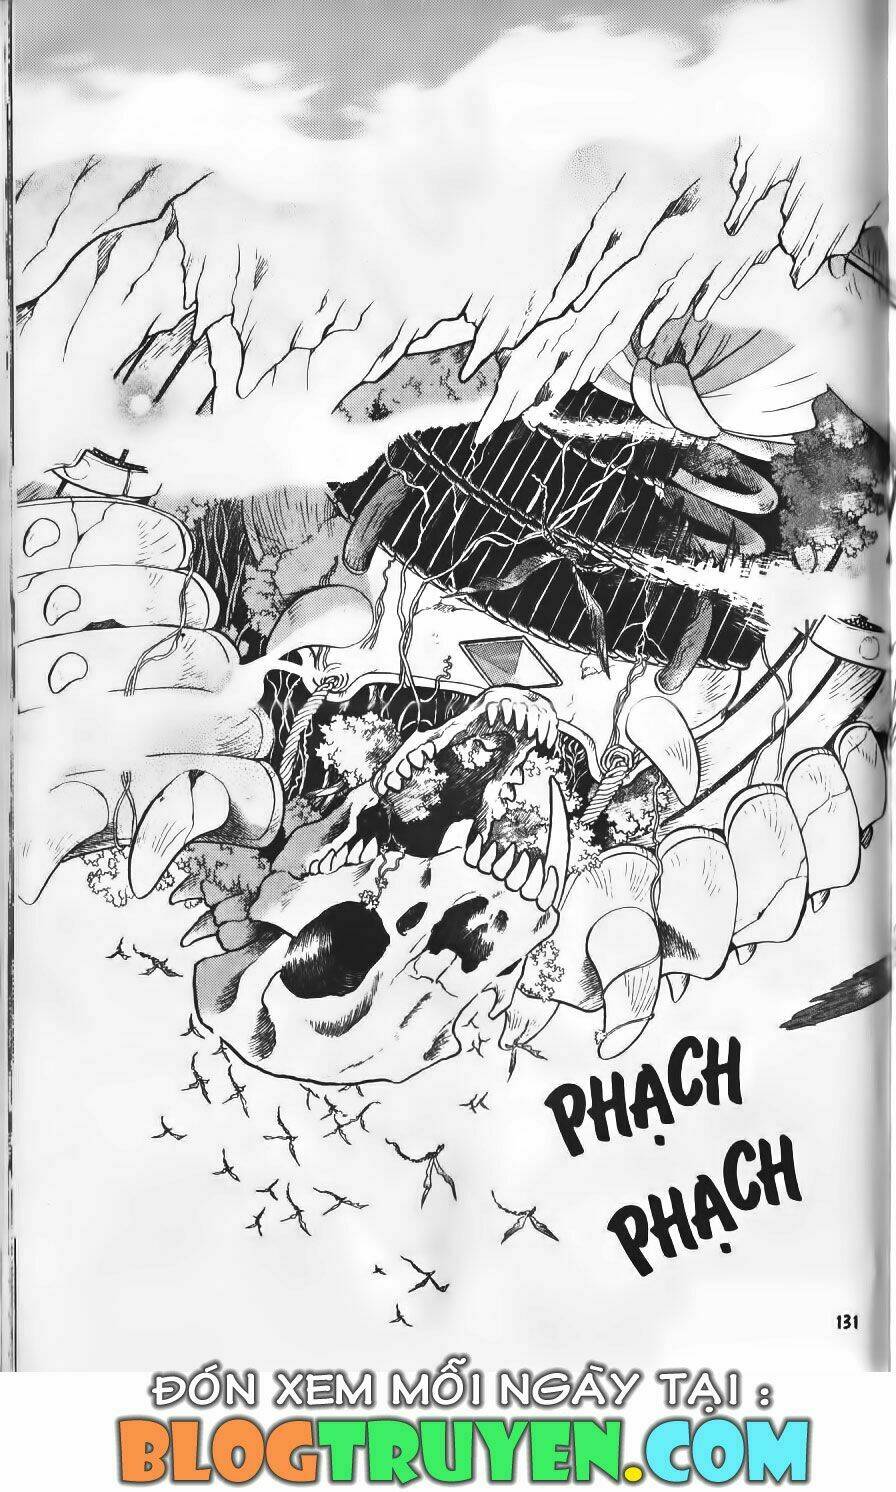 PHẠCH
PHẠCH
131
ĐÓN XEM MỖI NGÀY TẠI :
BLOGTRUYEN.COM